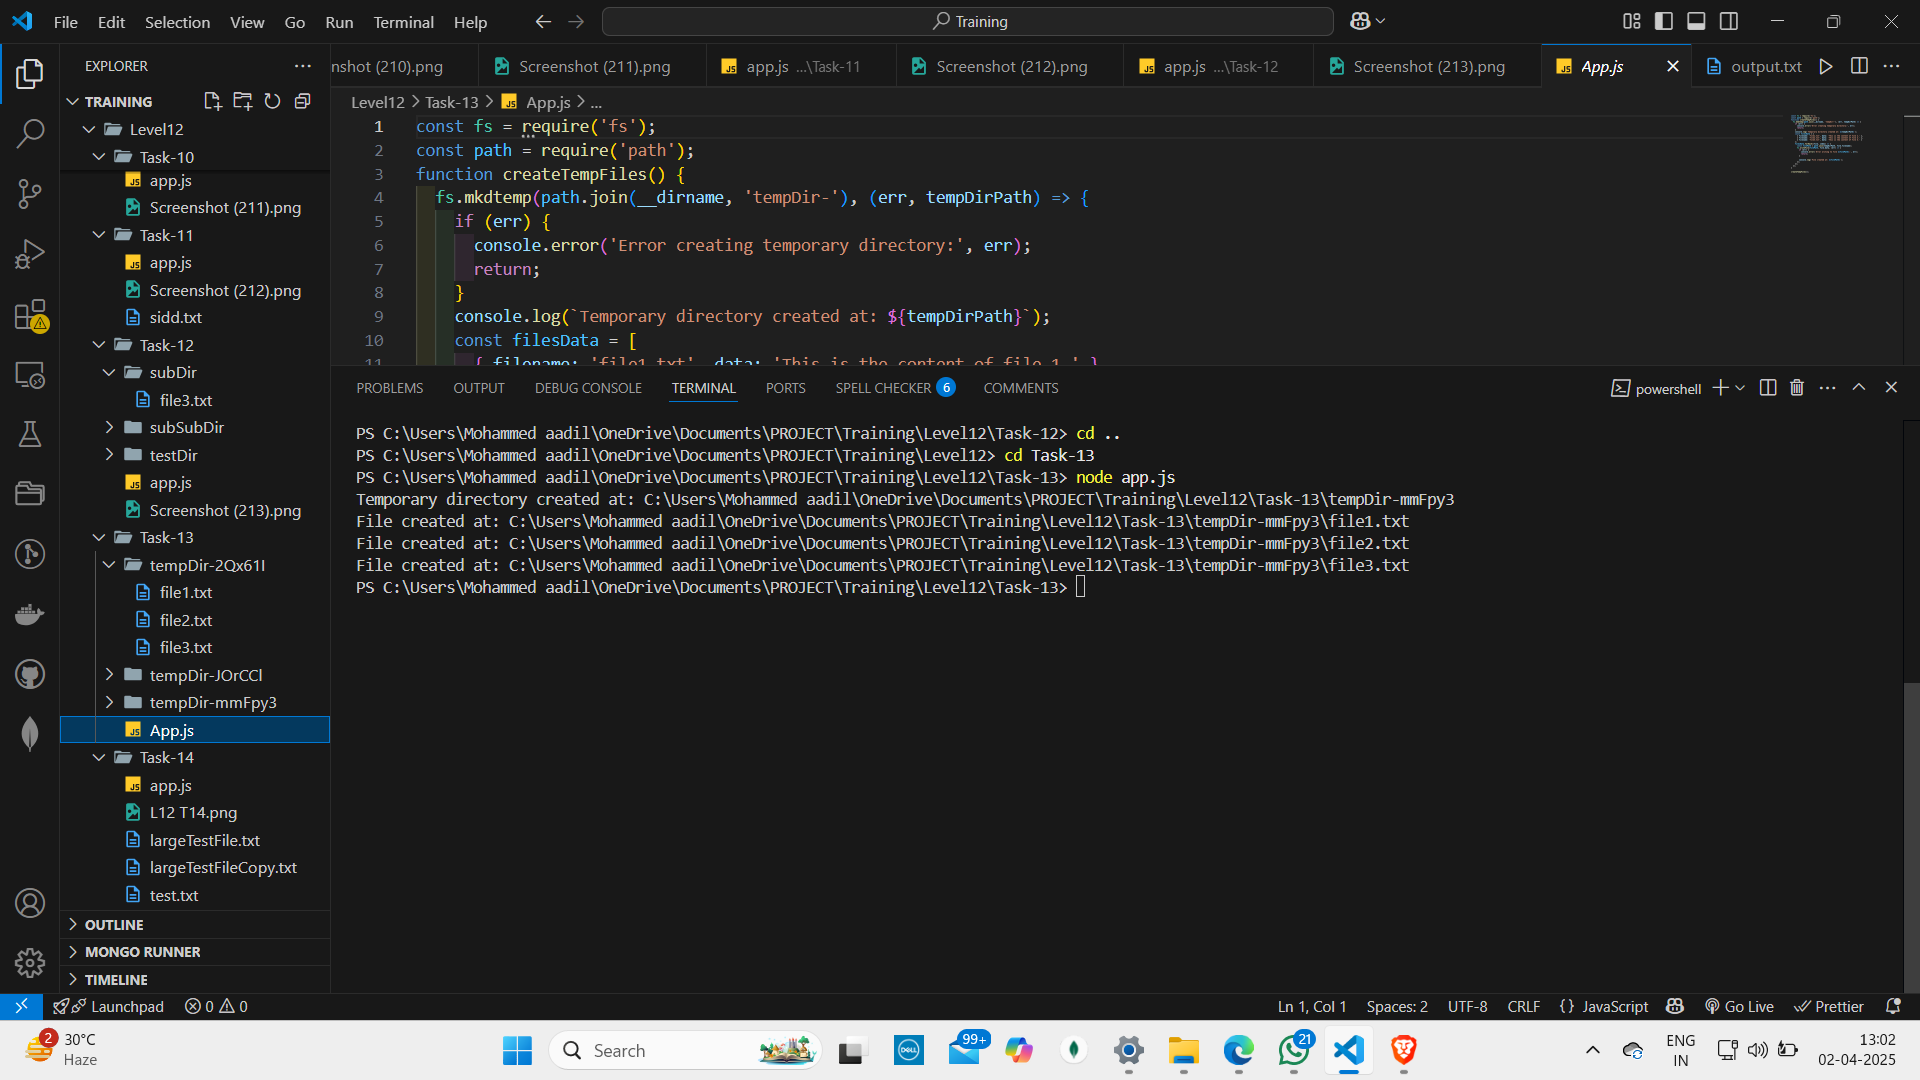 File Edit Selection View Go Run Terminal Help
Training
EXPLORER
TRAINING
Level12
Task-10
app.js
Screenshot (211).png
Task-11
app.js
Screenshot (212).png
sidd.txt
Task-12
subDir
file3.txt
subSubDir
testDir
app.js
Screenshot (213).png
Task-13
tempDir-2Qx61I
file1.txt
file2.txt
file3.txt
tempDir-JOrCCl
tempDir-mmFpy3
App.js
Task-14
app.js
L12 T14.png
largeTestFile.txt
largeTestFileCopy.txt
test.txt
OUTLINE
MONGO RUNNER
TIMELINE
nshot (210).png Screenshot (211).png app.js ...\Task-11 Screenshot (212).png app.js ...\Task-12 Screenshot (213).png App.js output.txt
Level12 > Task-13 > JS App.js > ...
1 const fs = require('fs');
2 const path = require('path');
3 function createTempFiles() {
4 fs.mkdtemp(path.join(__dirname, 'tempDir-'), (err, tempDirPath) => {
5 if (err) {
6 console.error('Error creating temporary directory:', err);
7 return;
8 }
9 console.log(`Temporary directory created at: ${tempDirPath}`);
10 const filesData = [
11 { filename: 'file1.txt', data: 'This is the content of file 1.' }
PROBLEMS OUTPUT DEBUG CONSOLE TERMINAL PORTS SPELL CHECKER 6 COMMENTS
powershell
PS C:\Users\Mohammed aadil\OneDrive\Documents\PROJECT\Training\Level12\Task-12> cd ..
PS C:\Users\Mohammed aadil\OneDrive\Documents\PROJECT\Training\Level12> cd Task-13
PS C:\Users\Mohammed aadil\OneDrive\Documents\PROJECT\Training\Level12\Task-13> node app.js
Temporary directory created at: C:\Users\Mohammed aadil\OneDrive\Documents\PROJECT\Training\Level12\Task-13\tempDir-mmFpy3
File created at: C:\Users\Mohammed aadil\OneDrive\Documents\PROJECT\Training\Level12\Task-13\tempDir-mmFpy3\file1.txt
File created at: C:\Users\Mohammed aadil\OneDrive\Documents\PROJECT\Training\Level12\Task-13\tempDir-mmFpy3\file2.txt
File created at: C:\Users\Mohammed aadil\OneDrive\Documents\PROJECT\Training\Level12\Task-13\tempDir-mmFpy3\file3.txt
PS C:\Users\Mohammed aadil\OneDrive\Documents\PROJECT\Training\Level12\Task-13>
Launchpad 0 0 Ln 1, Col 1 Spaces: 2 UTF-8 CRLF {} JavaScript Go Live Prettier
2 30°C
Haze
Search
DELL
99+
21
ENG
IN
13:02
02-04-2025